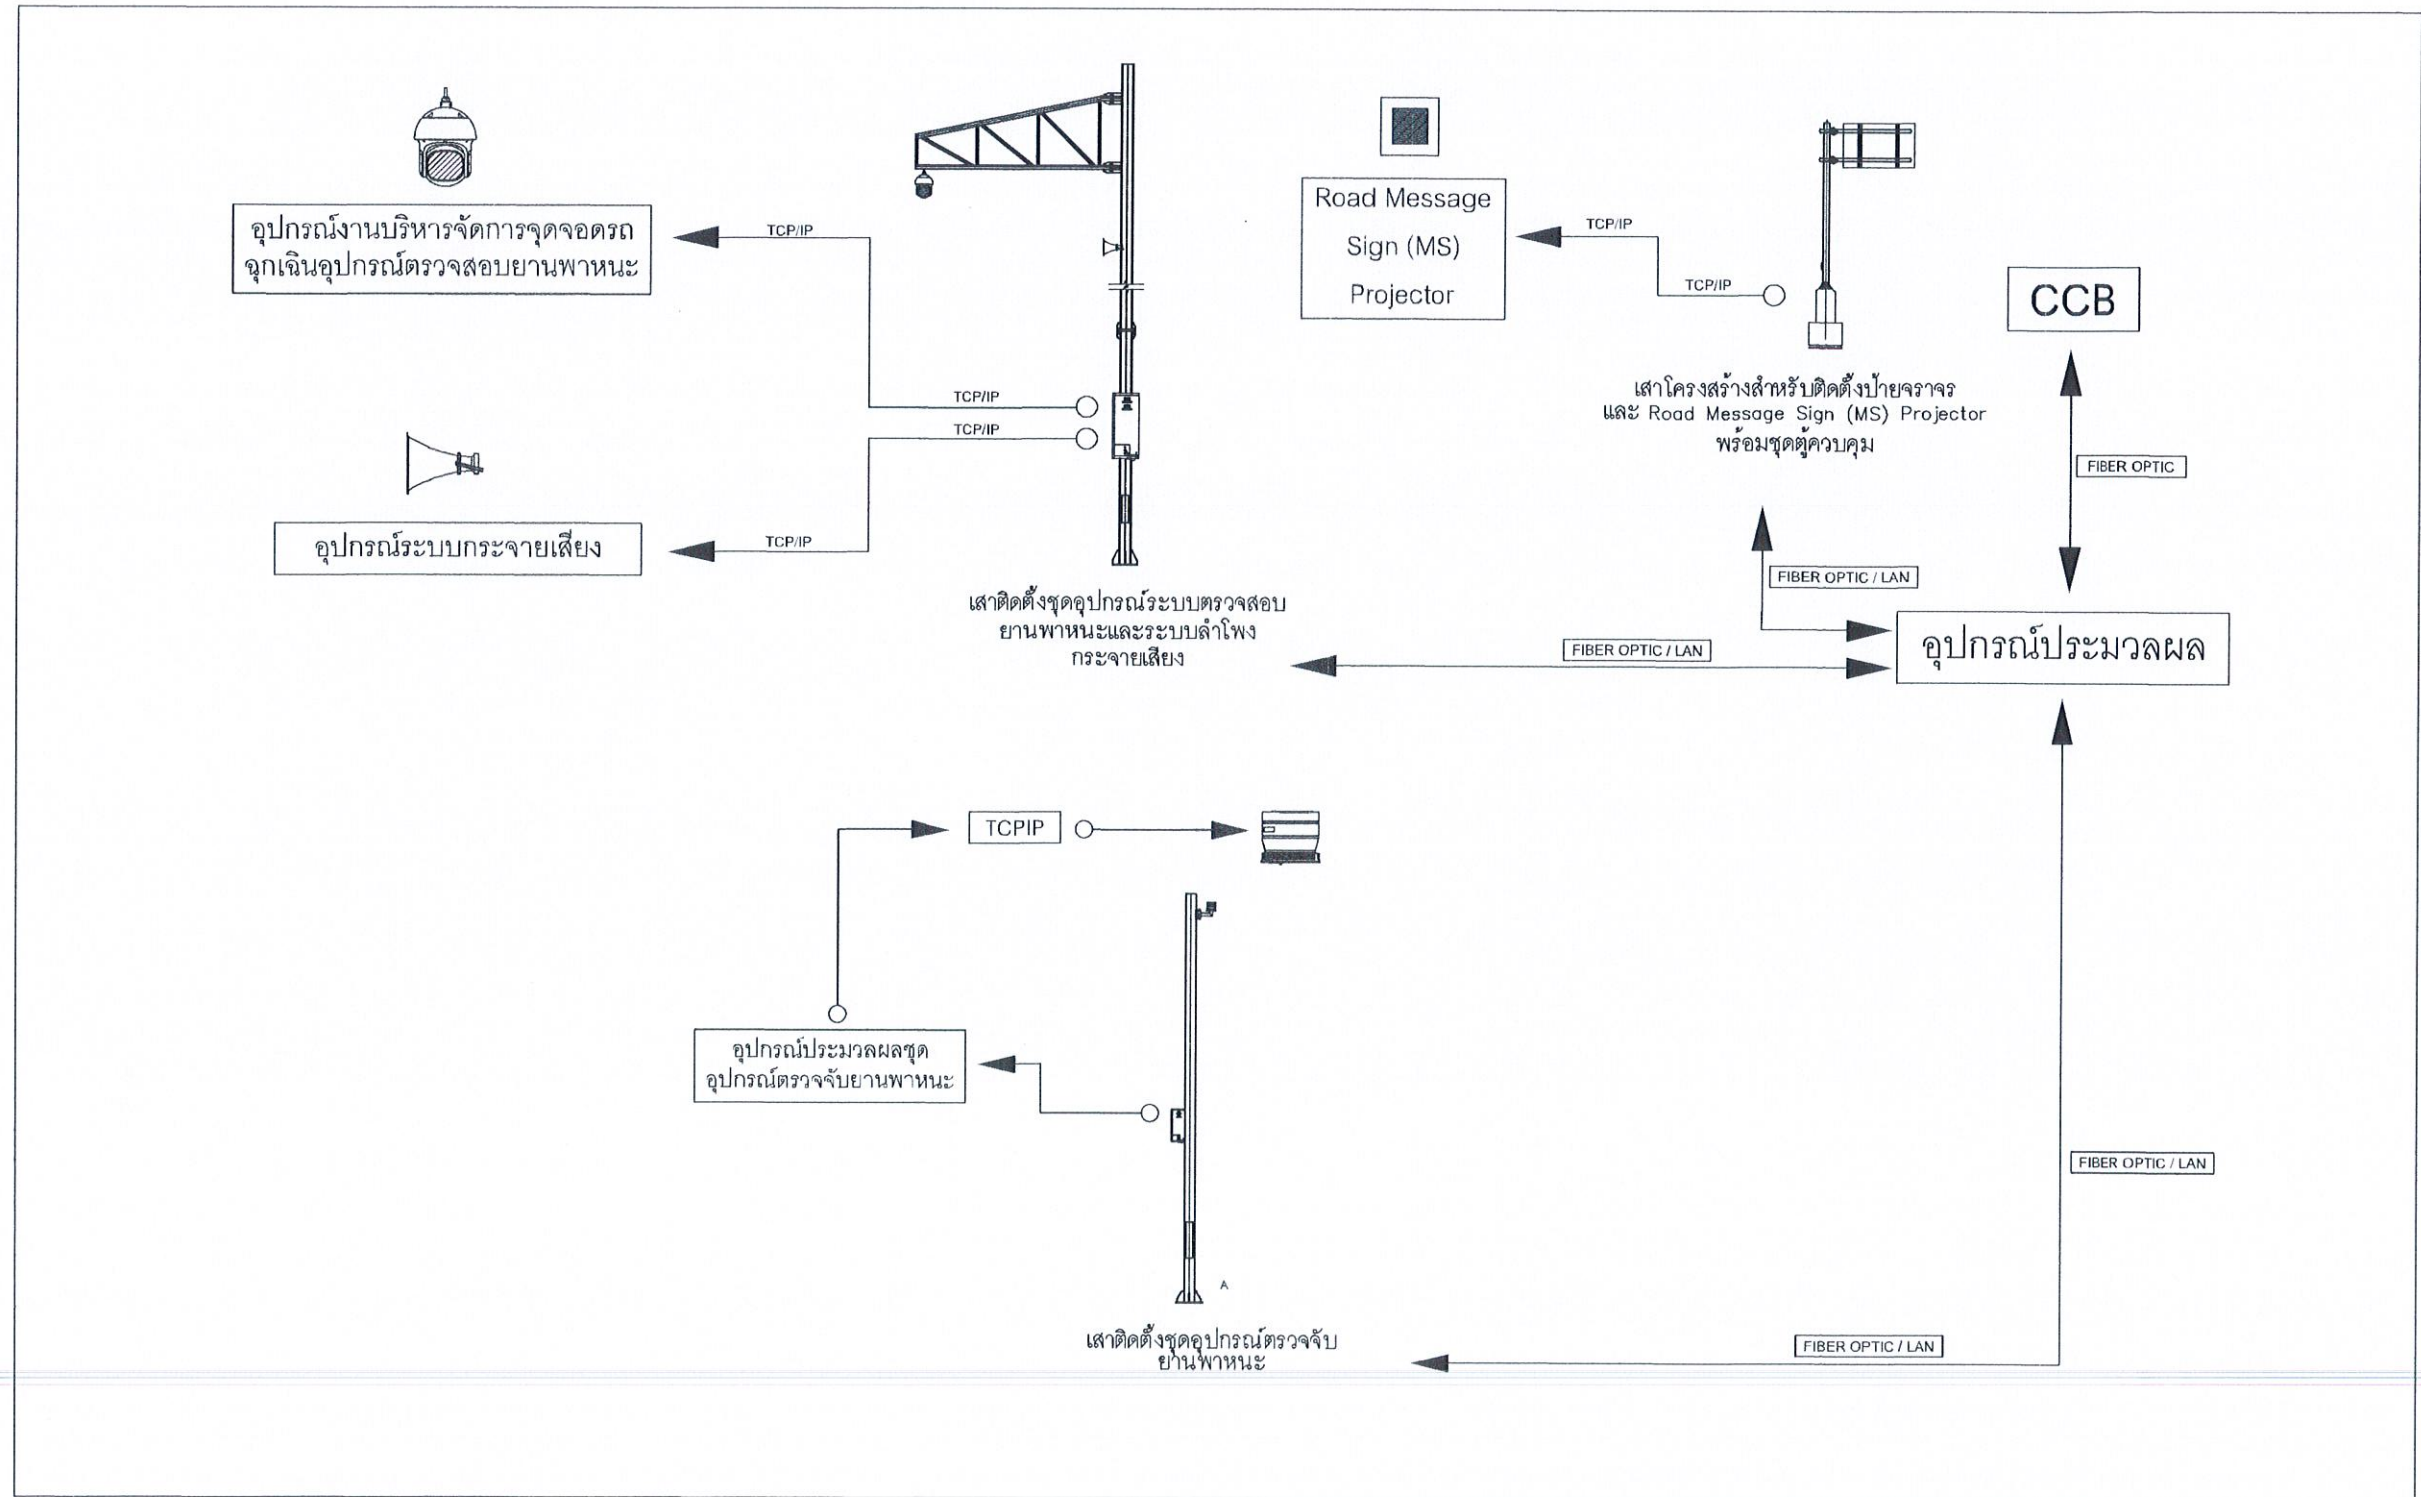 อุปกรณ์งานบริหารจัดการจุดจอดรถ
ฉุกเฉินอุปกรณ์ตรวจสอบยานพาหนะ
TCP/IP
TCP/IP
TCP/IP
TCP/IP
อุปกรณ์ระบบกระจายเสียง
เสาติดตั้งชุดอุปกรณ์ระบบตรวจสอบ
ยานพาหนะและระบบลำโพง
กระจายเสียง
Road Message
Sign (MS)
Projector
TCP/IP
TCP/IP
เสาโครงสร้างสำหรับติดตั้งป้ายจราจร
และ Road Message Sign (MS) Projector
พร้อมชุดตู้ควบคุม
CCB
FIBER OPTIC
FIBER OPTIC / LAN
FIBER OPTIC / LAN
อุปกรณ์ประมวลผล
TCPIP
อุปกรณ์ประมวลผลชุด
อุปกรณ์ตรวจจับยานพาหนะ
A
เสาติดตั้งชุดอุปกรณ์ตรวจจับ
ยานพาหนะ
FIBER OPTIC / LAN
FIBER OPTIC / LAN